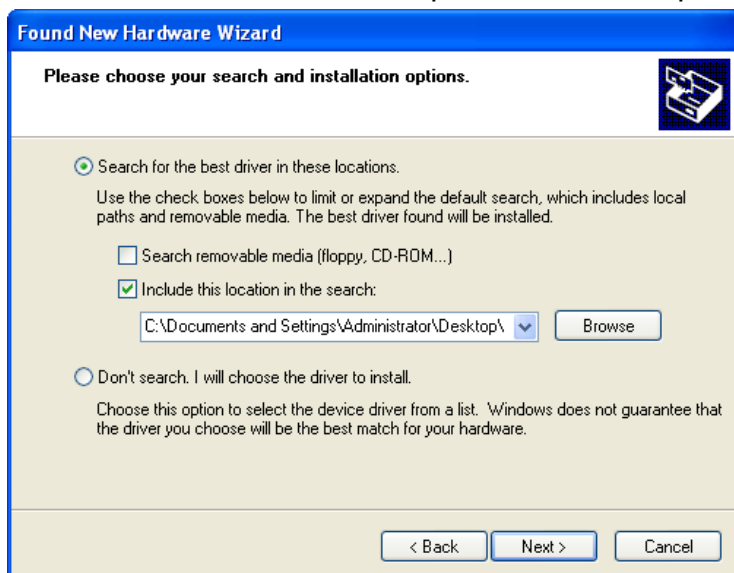 Found New Hardware Wizard
Please choose your search and installation options.
Search for the best driver in these locations.
Use the check boxes below to limit or expand the default search, which includes local
paths and removable media. The best driver found will be installed.
Search removable media (floppy, CD-ROM...)
Include this location in the search:
C:\Documents and Settings\Administrator\Desktop\
Browse
Don't search. I will choose the driver to install.
Choose this option to select the device driver from a list. Windows does not guarantee that
the driver you choose will be the best match for your hardware.
< Back
Next >
Cancel